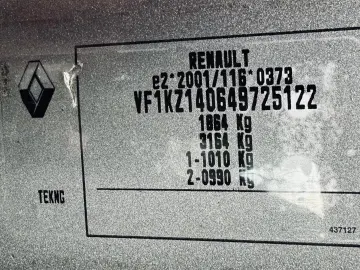 RENAULT
e2*2001/116*0373
VF1KZ140649725122
1864 Kg
3164 Kg
1-1010 Kg
2-0990 Kg
TEKNG
437127